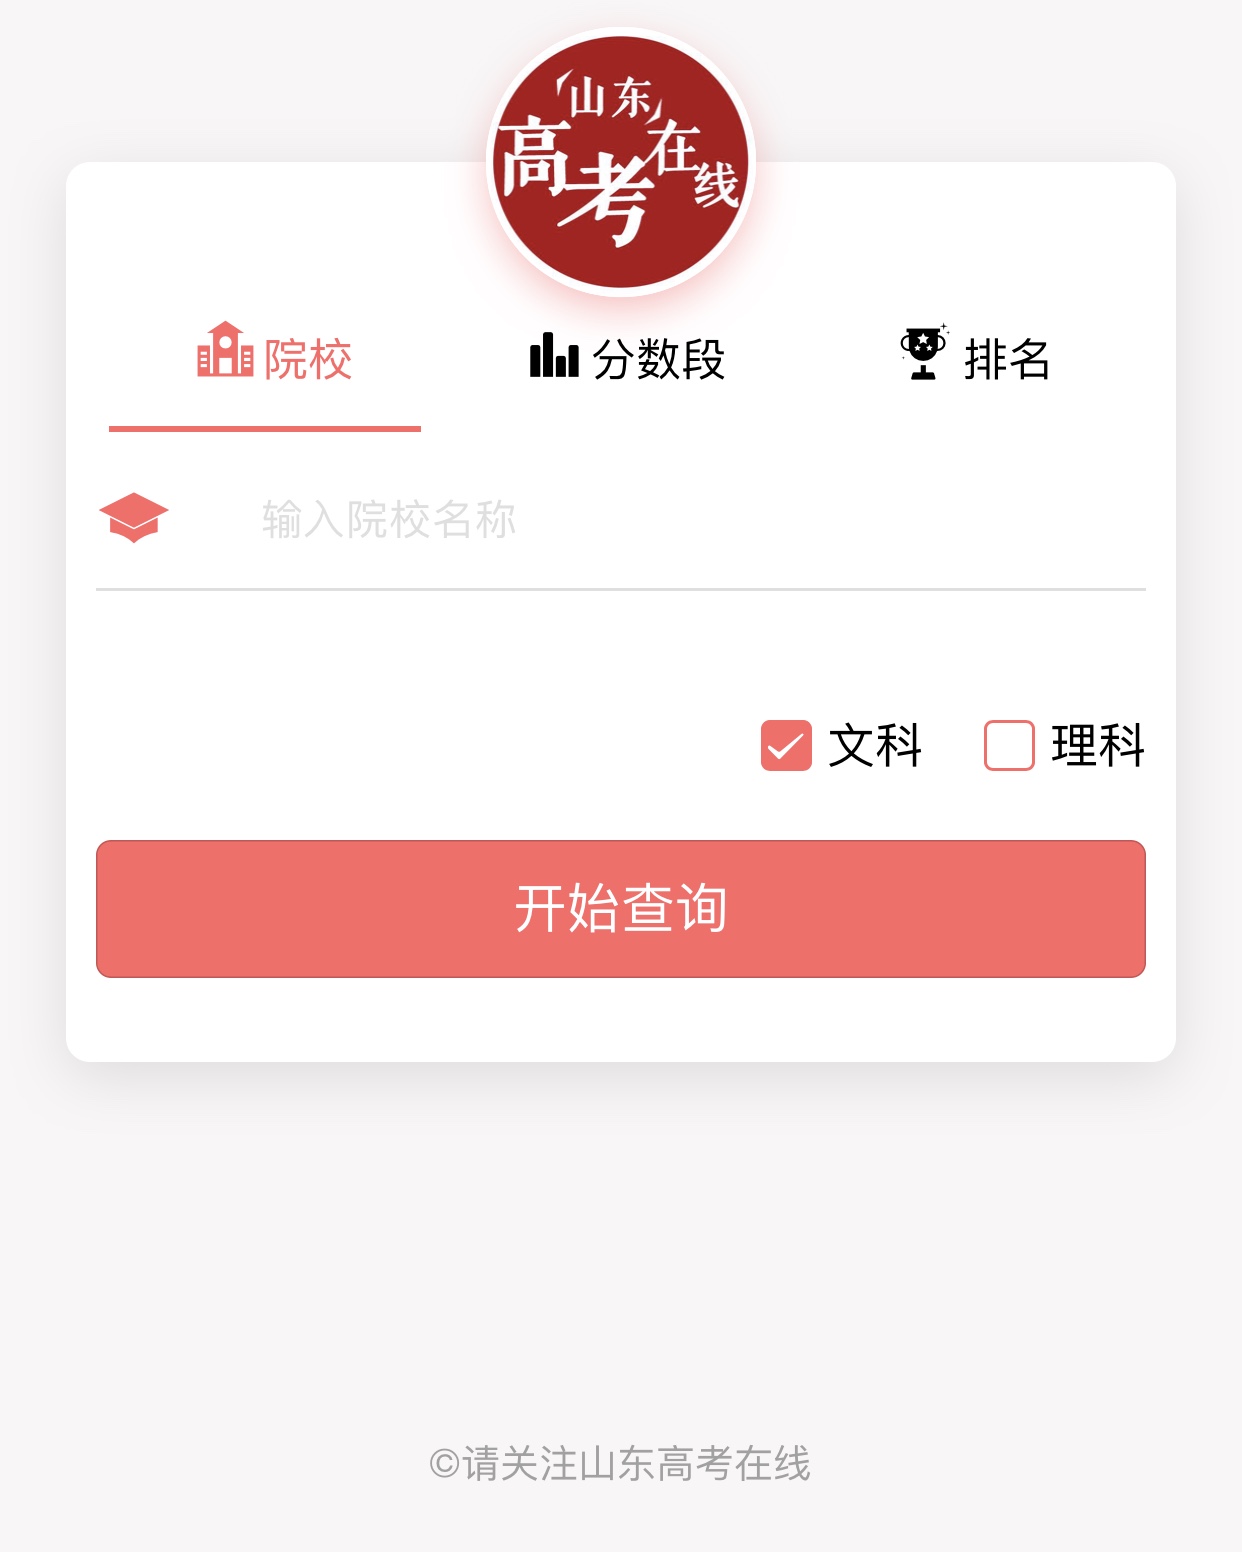 「山东」
高考在线
院校
分数段
排名
输入院校名称
文科
理科
开始查询
©请关注山东高考在线